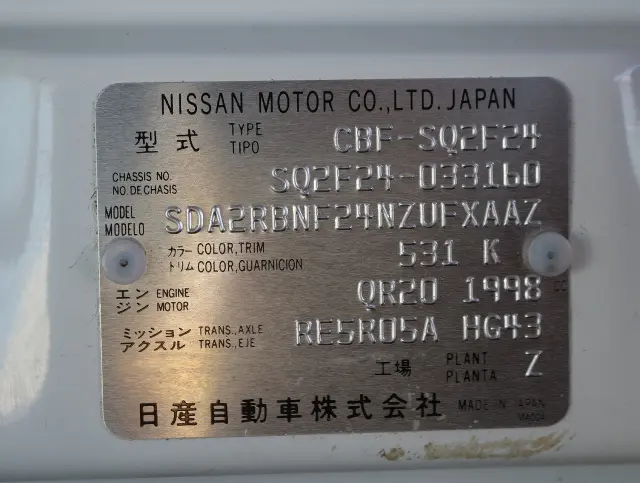 NISSAN MOTOR CO.,LTD. JAPAN
型式 TYPE TIPO CBF-SQ2F24
CHASSIS NO. NO. DE CHASIS SQ2F24-033160
MODEL MODELO SDA2RBNF24NZUFXAAZ
カラー COLOR,TRIM 531 K
トリム COLOR,GUARNICION
エンジン ENGINE MOTOR QR20 1998 CC
ミッション TRANS.,AXLE RE5R05A HG43
アクスル TRANS.,EJE
工場 PLANT PLANTA Z
日産自動車株式会社 MADE IN JAPAN